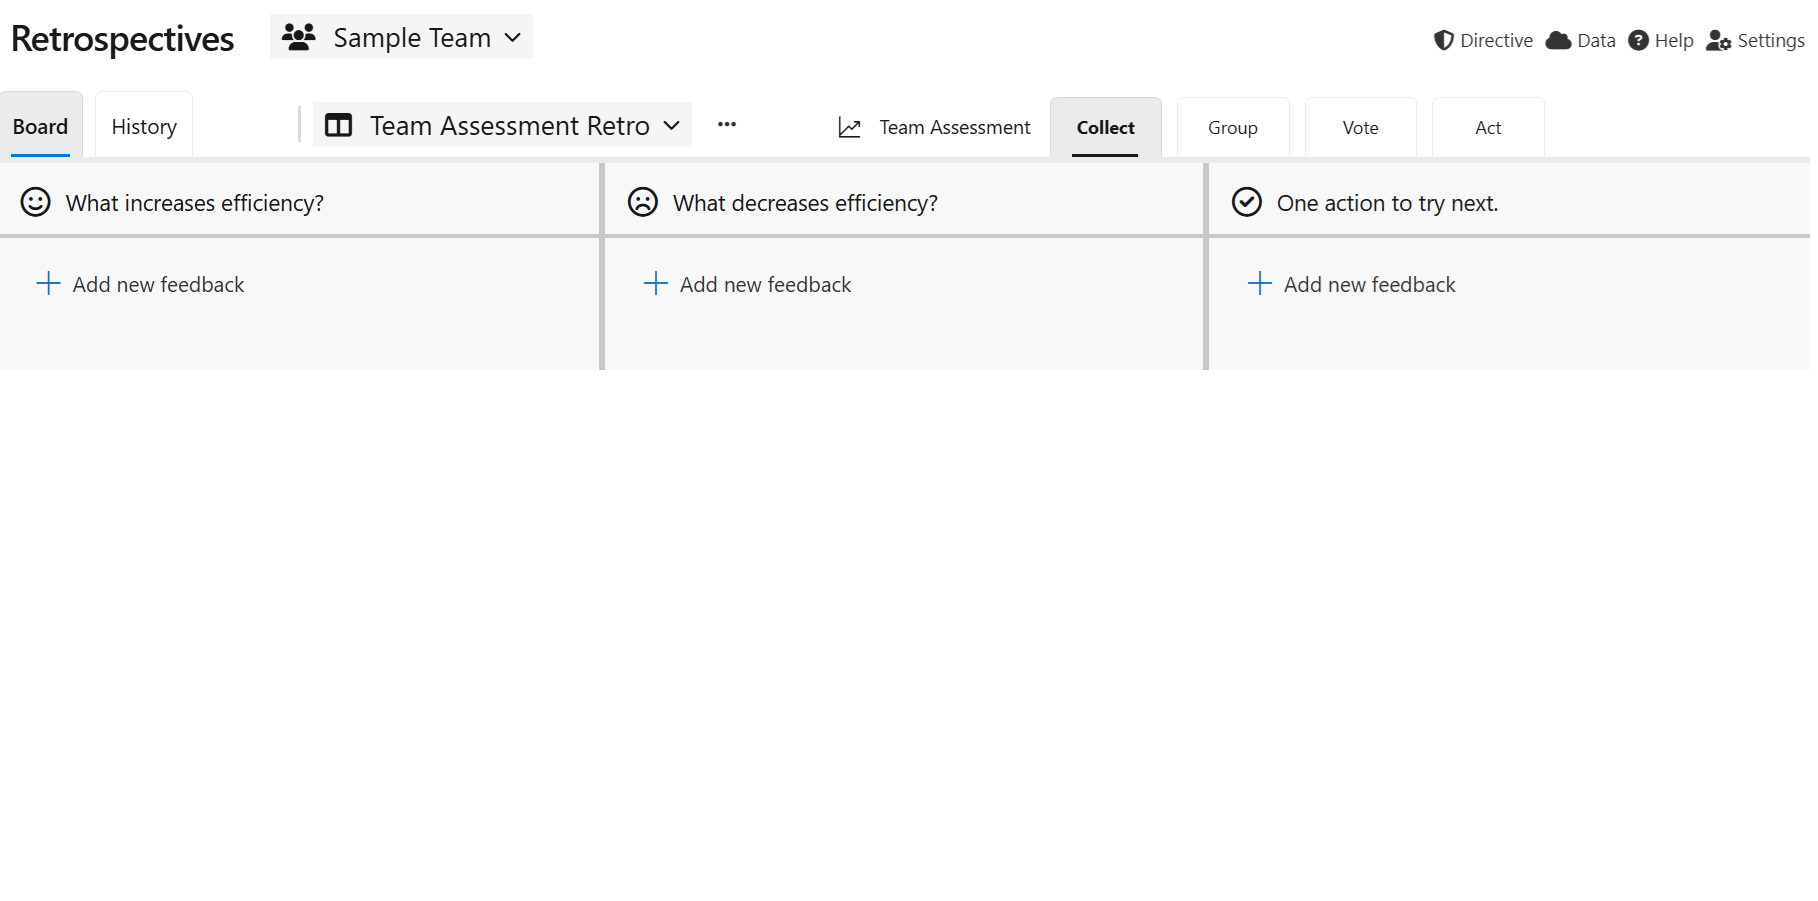 Retrospectives
Sample Team
Directive
Data
Help
Settings
Board
History
Team Assessment Retro
Team Assessment
Collect
Group
Vote
Act
What increases efficiency?
What decreases efficiency?
One action to try next.
Add new feedback
Add new feedback
Add new feedback